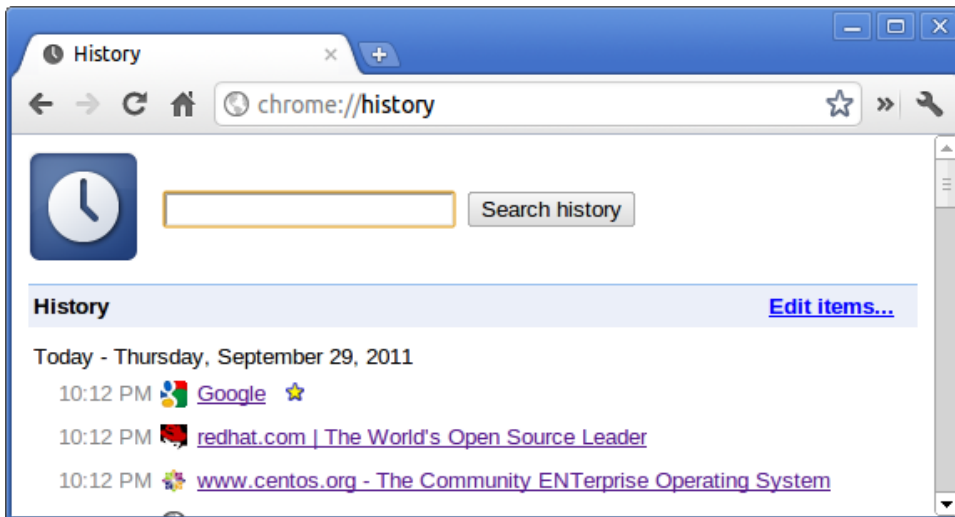 History
chrome://history
Search history
History Edit items...
Today - Thursday, September 29, 2011
10:12 PM Google
10:12 PM redhat.com | The World's Open Source Leader
10:12 PM www.centos.org - The Community ENTerprise Operating System